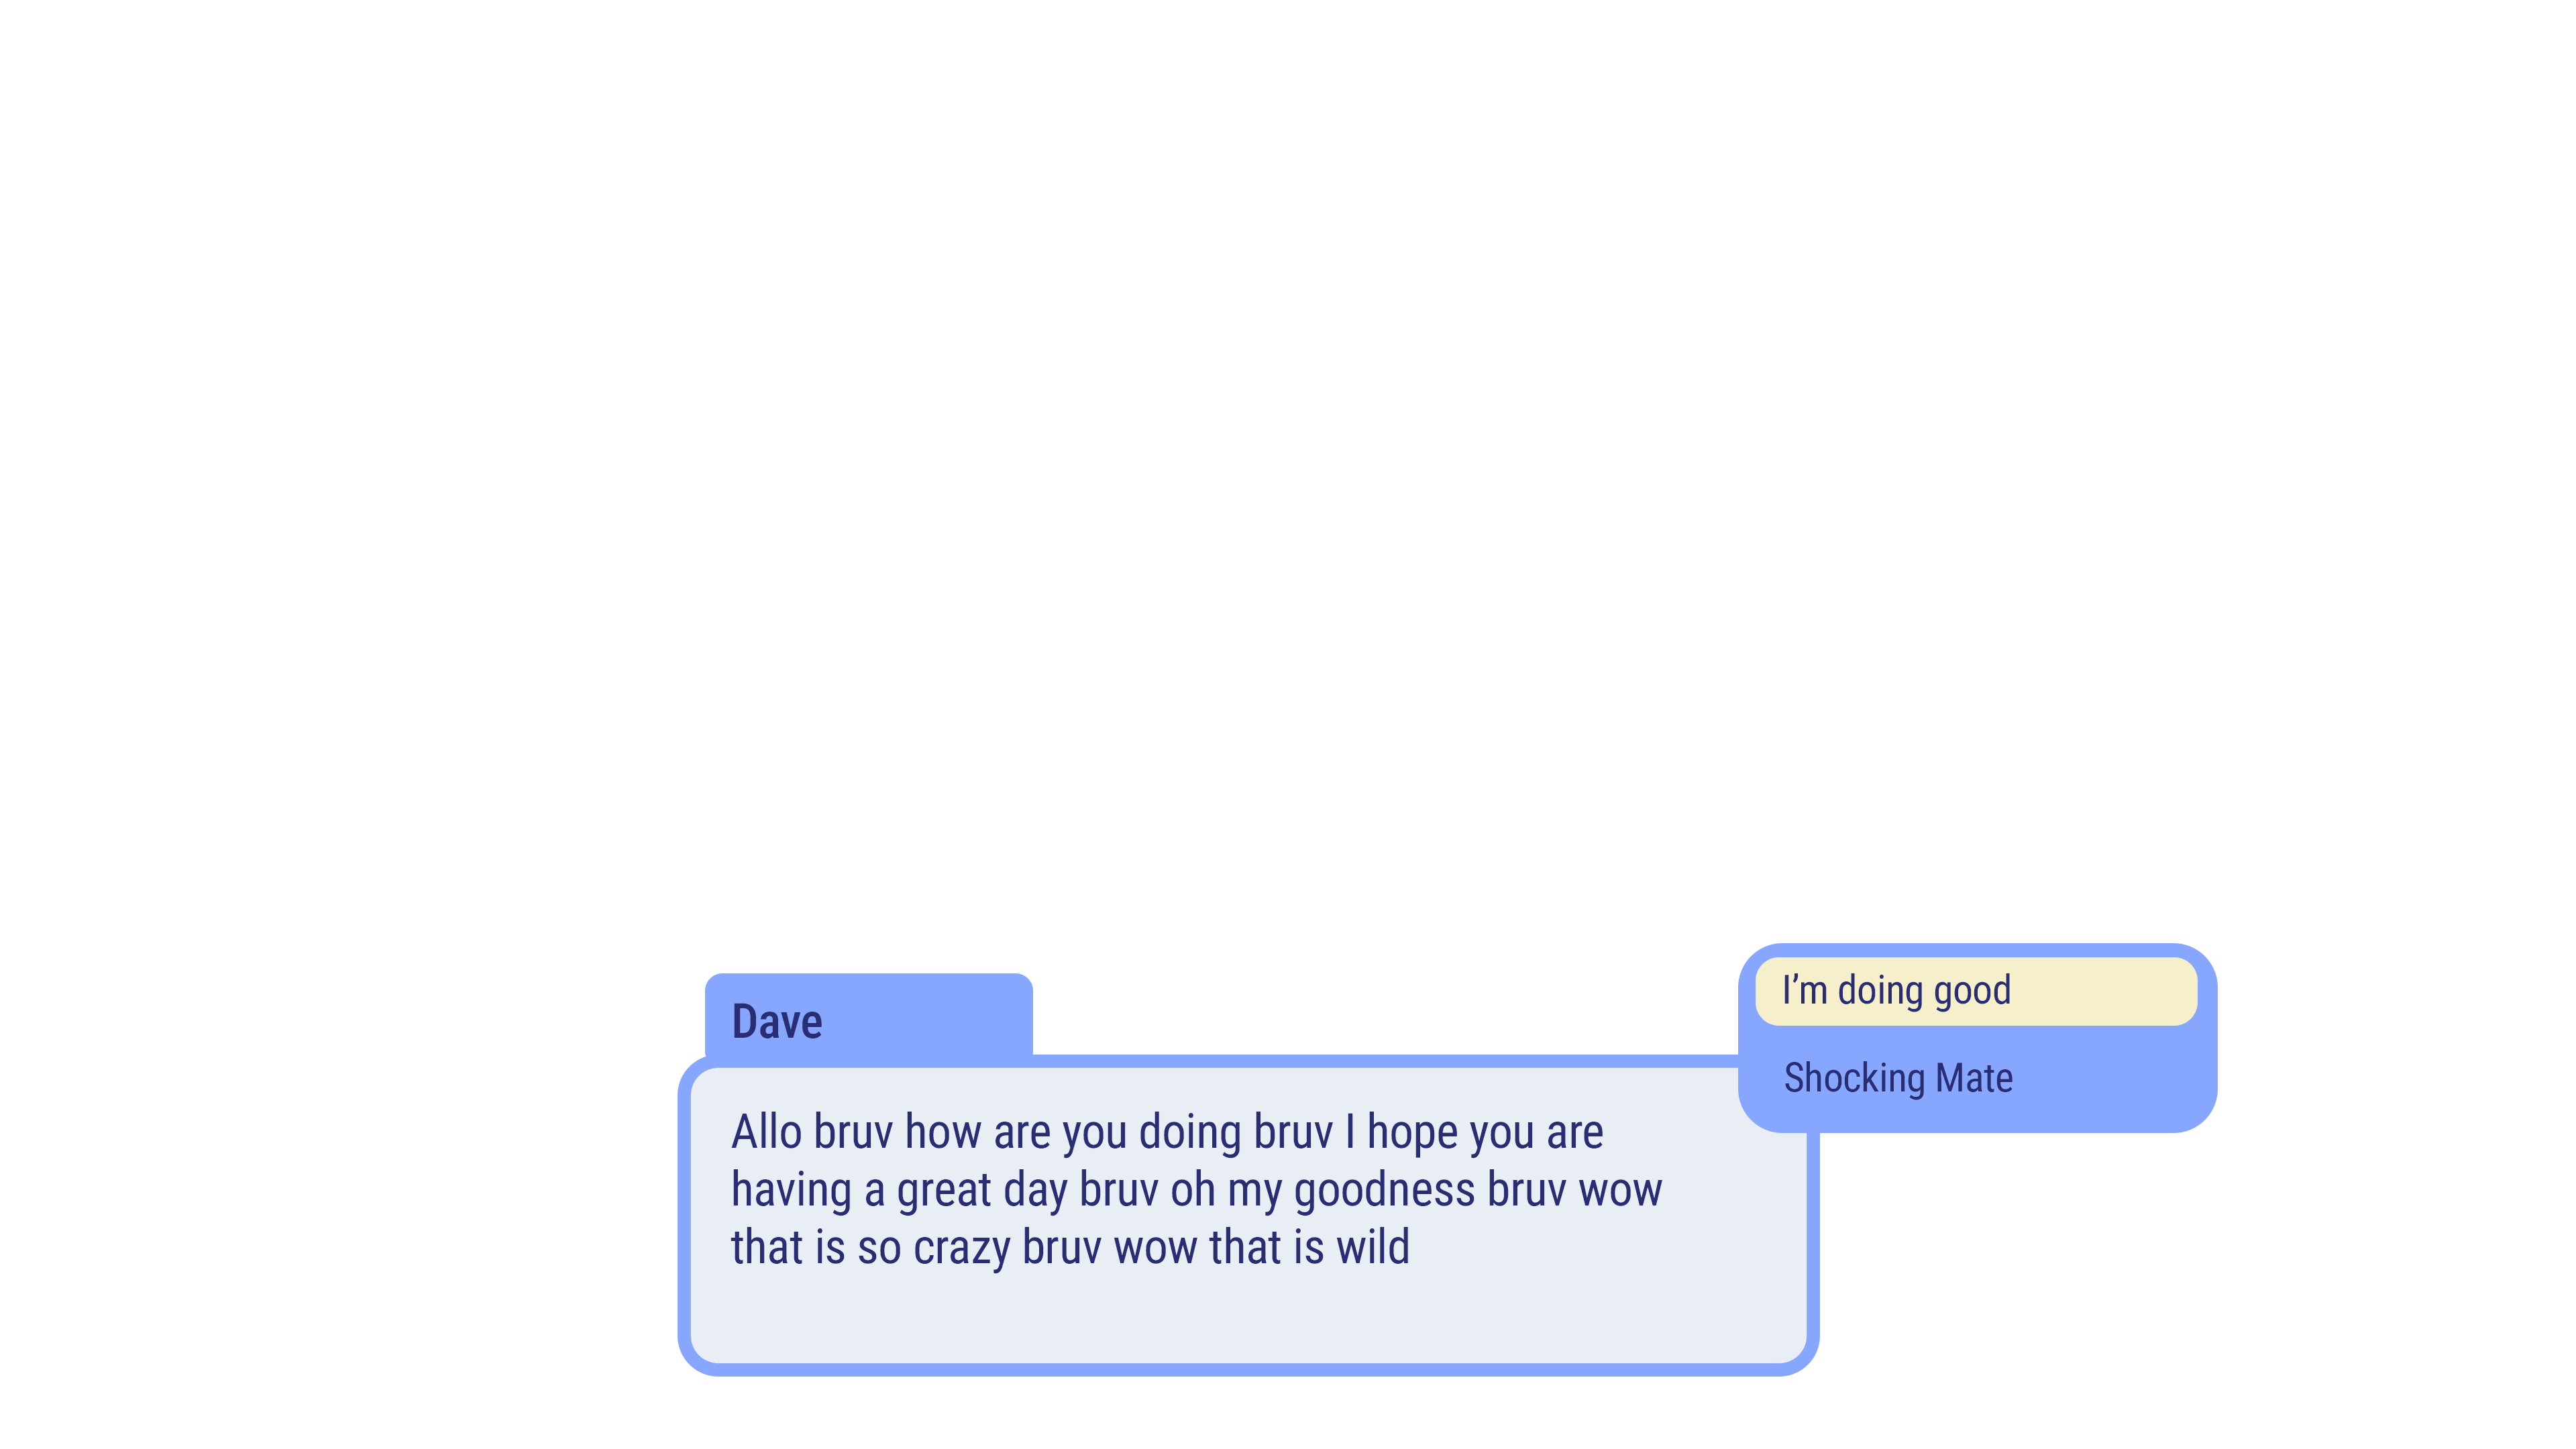 Dave
Allo bruv how are you doing bruv I hope you are
having a great day bruv oh my goodness bruv wow
that is so crazy bruv wow that is wild
I’m doing good
Shocking Mate